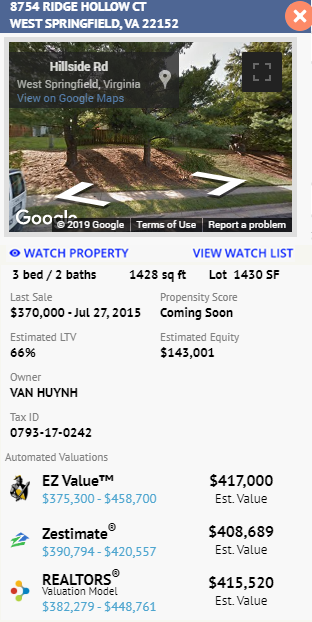 8754 RIDGE HOLLOW CT
WEST SPRINGFIELD, VA 22152
Hillside Rd
West Springfield, Virginia
View on Google Maps
Google
© 2019 Google Terms of Use Report a problem
WATCH PROPERTY VIEW WATCH LIST
3 bed / 2 baths 1428 sq ft Lot 1430 SF
Last Sale Propensity Score
$370,000 - Jul 27, 2015 Coming Soon
Estimated LTV Estimated Equity
66% $143,001
Owner
VAN HUYNH
Tax ID
0793-17-0242
Automated Valuations
EZ Value™ $417,000
$375,300 - $458,700 Est. Value
Zestimate® $408,689
$390,794 - $420,557 Est. Value
REALTORS® $415,520
Valuation Model
$382,279 - $448,761 Est. Value